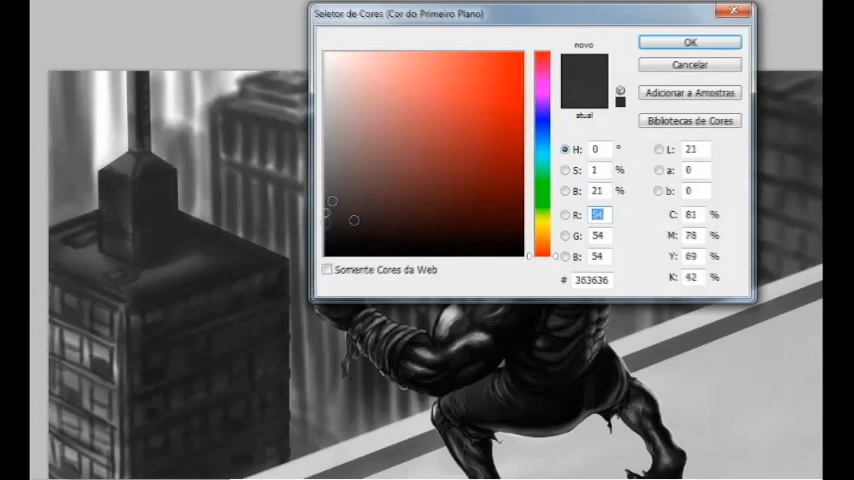 Seletor de Cores (Cor do Primeiro Plano)
novo
OK
Cancelar
Adicionar a Amostras
atual
Bibliotecas de Cores
H: 0 ° L: 21
S: 1 % a: 0
B: 21 % b: 0
R: 54 C: 81 %
G: 54 M: 78 %
B: 54 Y: 69 %
# 363636 K: 42 %
Somente Cores da Web